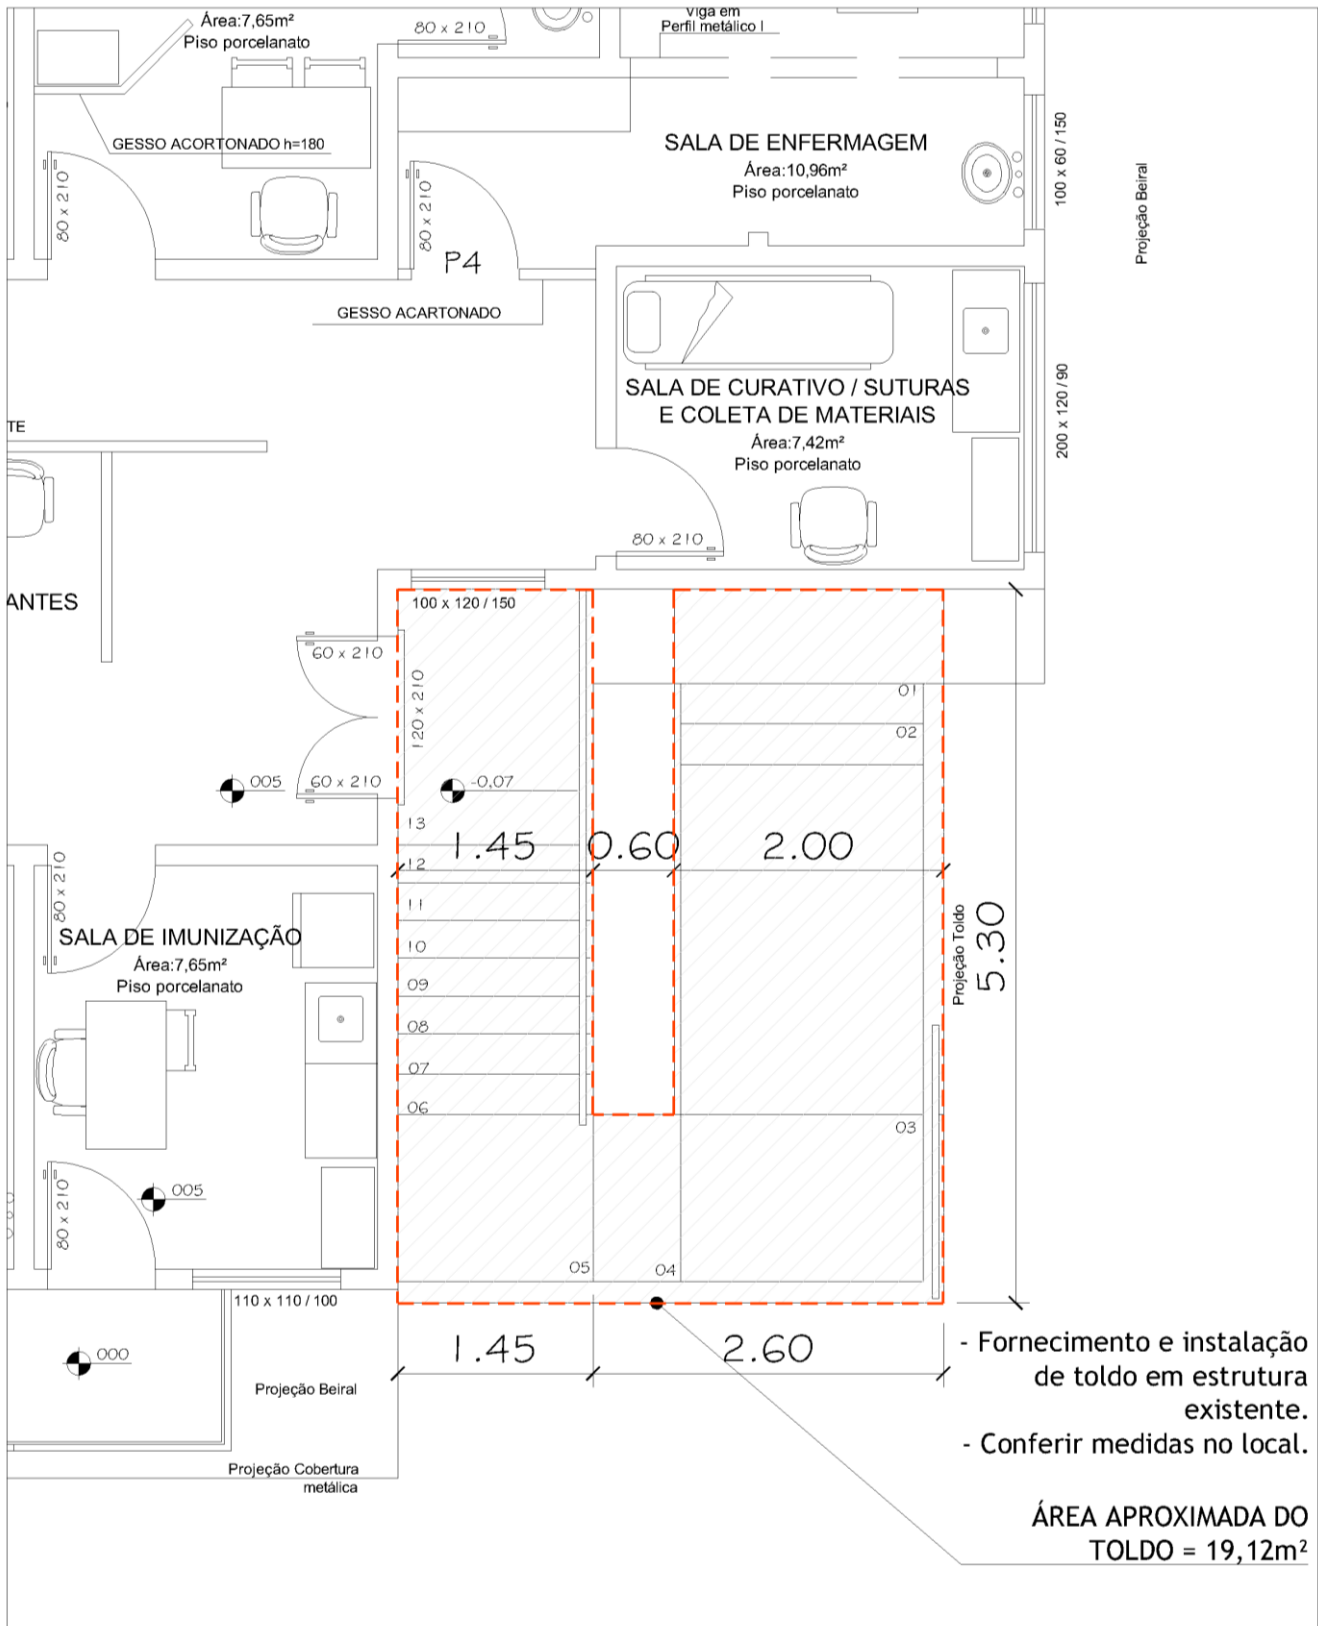 Área:7,65m²
Piso porcelanato
80 x 210
Viga em
Perfil metálico I
GESSO ACORTONADO h=180
80 x 210
80 x 210
P4
SALA DE ENFERMAGEM
Área:10,96m²
Piso porcelanato
100 x 60 / 150
Projeção Beiral
GESSO ACARTONADO
SALA DE CURATIVO / SUTURAS
E COLETA DE MATERIAIS
Área:7,42m²
Piso porcelanato
200 x 120 / 90
TE
80 x 210
ANTES
100 x 120 / 150
60 x 210
120 x 210
60 x 210
005
-0,07
01
02
13
12
11
10
09
08
07
06
05
04
03
1.45
0.60
2.00
80 x 210
SALA DE IMUNIZAÇÃO
Área:7,65m²
Piso porcelanato
Projeção Toldo
5.30
005
80 x 210
110 x 110 / 100
000
1.45
2.60
Projeção Beiral
Projeção Cobertura
metálica
- Fornecimento e instalação
de toldo em estrutura
existente.
- Conferir medidas no local.
ÁREA APROXIMADA DO
TOLDO = 19,12m²